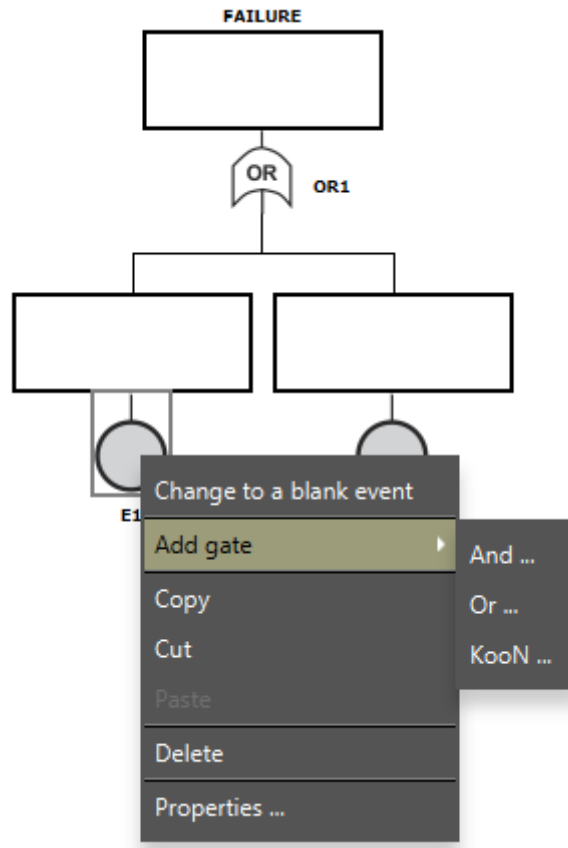 FAILURE
OR
OR1
E1
Change to a blank event
Add gate
And ...
Or ...
KooN ...
Copy
Cut
Paste
Delete
Properties ...